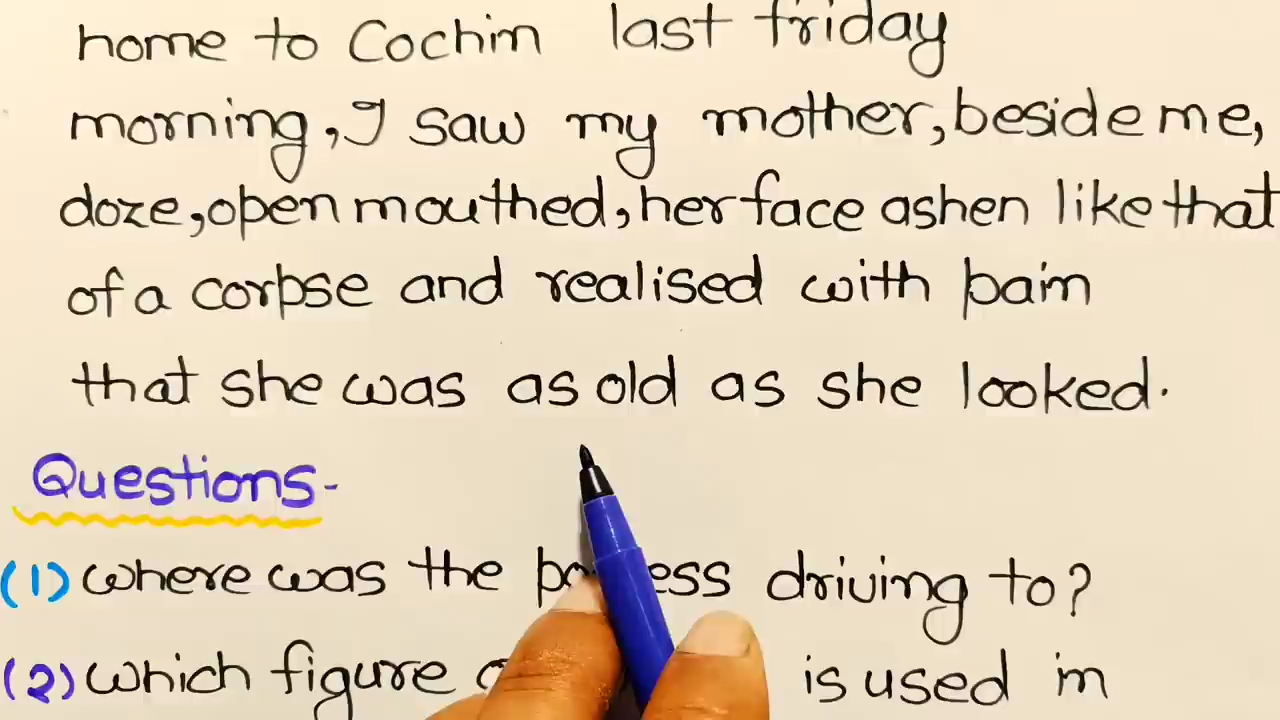 home to Cochin last friday
morning, I saw my mother, beside me,
doze, open mouthed, her face ashen like that
of a corpse and realised with pain
that she was as old as she looked.
Questions-
(1) where was the driving to?
(2) which figure is used in